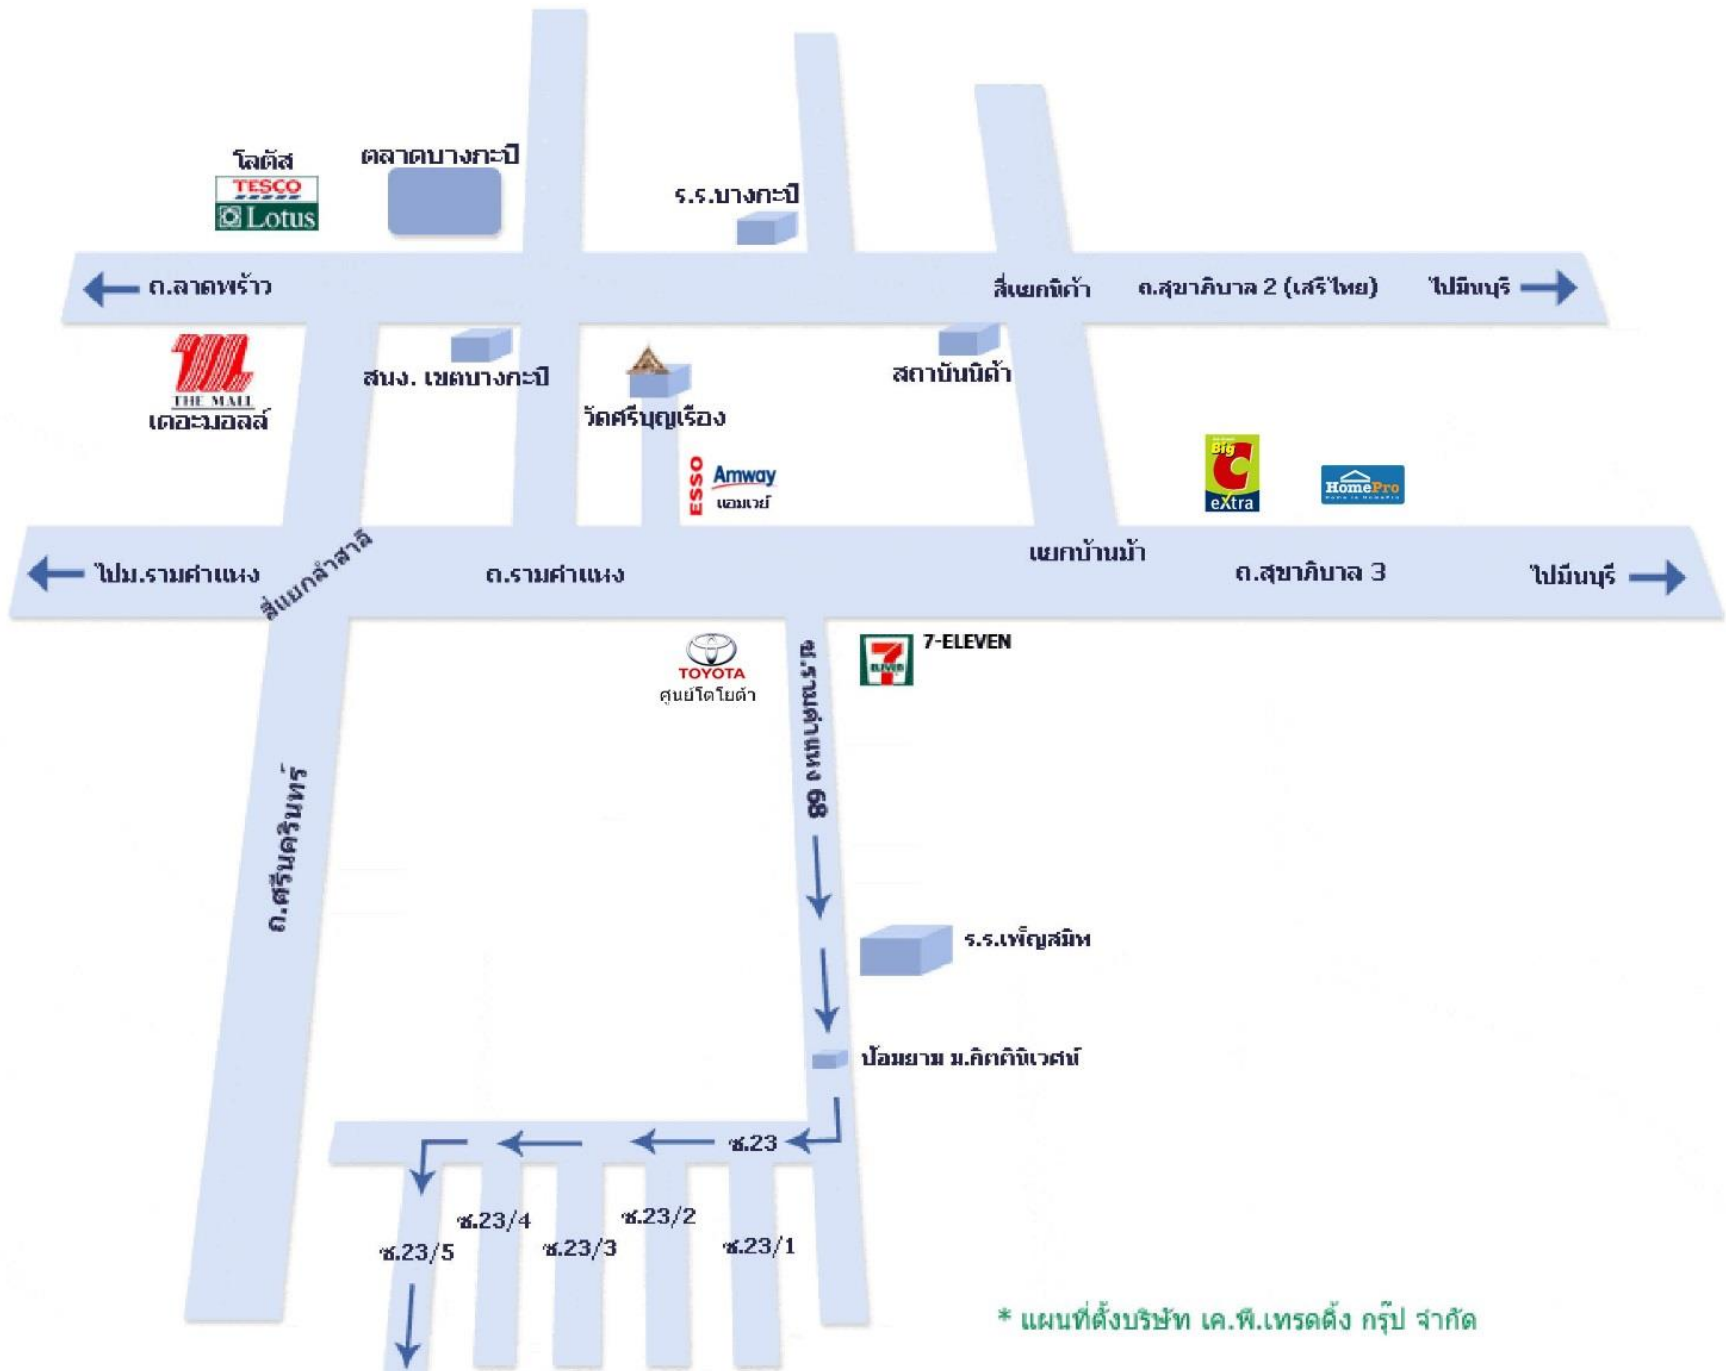 โลตัส
TESCO
Lotus
ตลาดบางกะปิ
ร.ร.บางกะปิ
ถ.ลาดพร้าว
สี่แยกนิด้า
ถ.สุขาภิบาล 2 (เสรีไทย)
ไปมีนบุรี
THE MALL
เดอะมอลล์
สนง. เขตบางกะปิ
วัดศรีบุญเรือง
สถาบันนิด้า
ESSO
Amway
แอมเวย์
Big
C
eXtra
HomePro
ไปม.รามคำแหง
สี่แยกลำสาลี
ถ.รามคำแหง
แยกบ้านม้า
ถ.สุขาภิบาล 3
ไปมีนบุรี
TOYOTA
ศูนย์โตโยต้า
ซ.รามคำแหง 68
7
ELEVEN
7-ELEVEN
ถ.ศรีนครินทร์
ร.ร.เพ็ญสมิท
ป้อมยาม ม.กิตตินิเวศน์
ซ.23
ซ.23/5
ซ.23/4
ซ.23/3
ซ.23/2
ซ.23/1
* แผนที่ตั้งบริษัท เค.พี.เทรดดิ้ง กรุ๊ป จำกัด